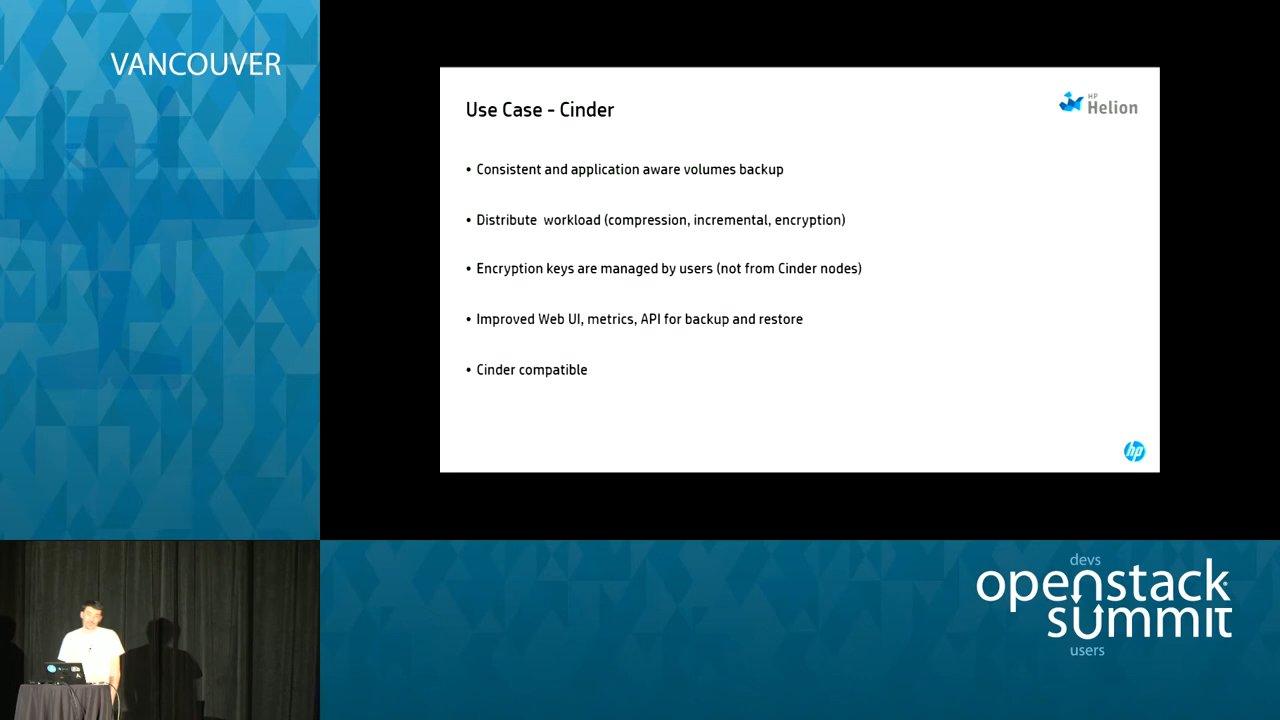 VANCOUVER
Use Case - Cinder
HP
Helion
• Consistent and application aware volumes backup
• Distribute workload (compression, incremental, encryption)
• Encryption keys are managed by users (not from Cinder nodes)
• Improved Web UI, metrics, API for backup and restore
• Cinder compatible
hp
devs
openstack
summit
users